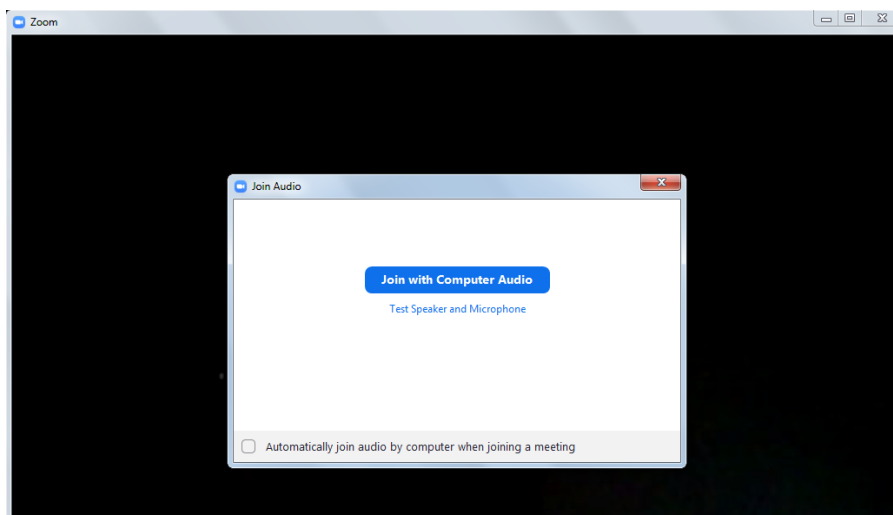 Zoom
Join Audio
Join with Computer Audio
Test Speaker and Microphone
Automatically join audio by computer when joining a meeting